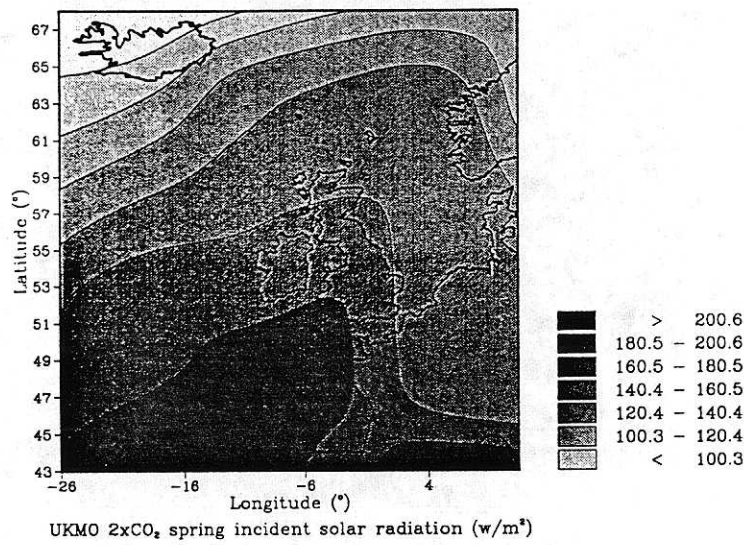 67
65
63
61
59
57
55
53
51
49
47
45
43
Latitude (°)
-26
-16
-6
4
Longitude (°)
> 200.6
180.5 - 200.6
160.5 - 180.5
140.4 - 160.5
120.4 - 140.4
100.3 - 120.4
< 100.3
UKMO 2xCO₂ spring incident solar radiation (w/m²)